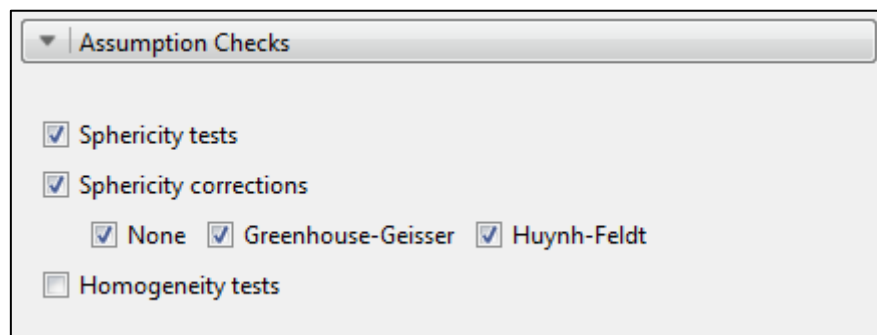 Assumption Checks
Sphericity tests
Sphericity corrections
None Greenhouse-Geisser Huynh-Feldt
Homogeneity tests